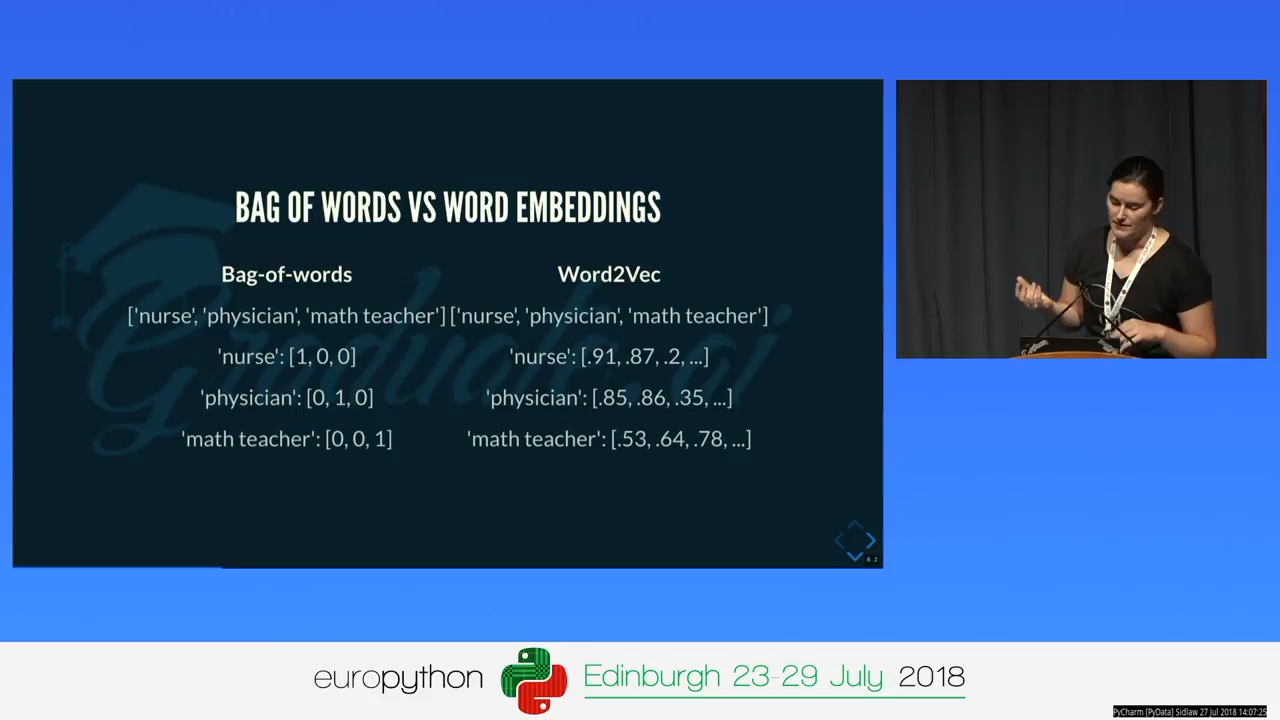 BAG OF WORDS VS WORD EMBEDDINGS
Bag-of-words
['nurse', 'physician', 'math teacher']
'nurse': [1, 0, 0]
'physician': [0, 1, 0]
'math teacher': [0, 0, 1]
Word2Vec
['nurse', 'physician', 'math teacher']
'nurse': [.91, .87, .2, ...]
'physician': [.85, .86, .35, ...]
'math teacher': [.53, .64, .78, ...]
6.2
europython
Edinburgh 23-29 July 2018
PyCharm [PyData] Sidlaw 27 Jul 2018 14:07:25